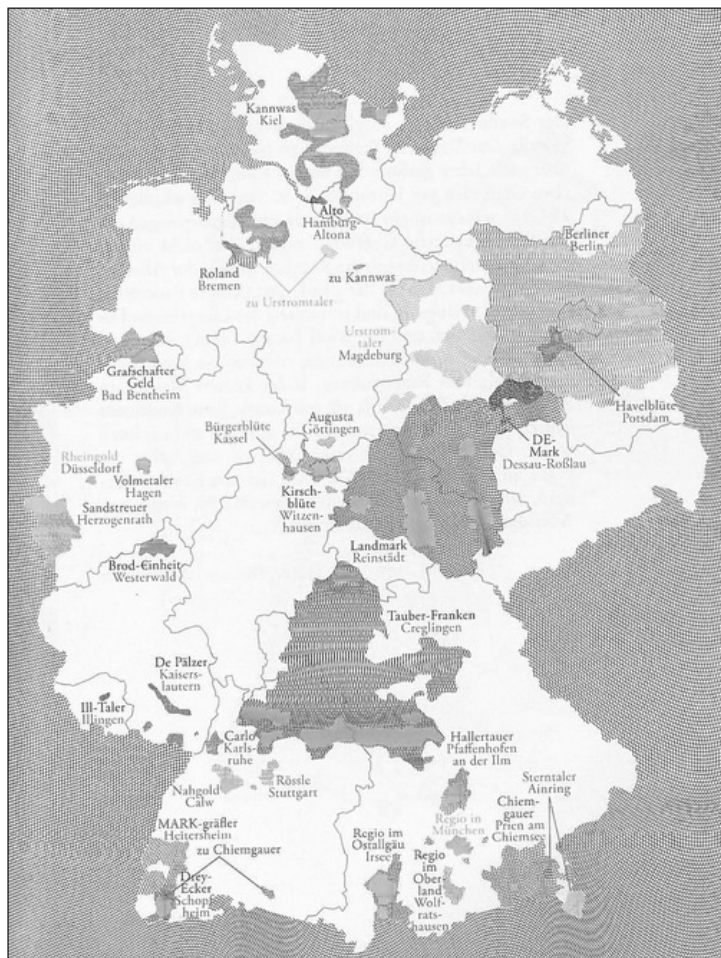 Kannwas
Kiel
Alto
Hamburg-
Altona
Roland
Bremen
zu Kannwas
zu Urstromtaler
Berliner
Berlin
Urstrom-
taler
Magdeburg
Grafschafter
Geld
Bad Bentheim
Havelblüte
Potsdam
Augusta
Göttingen
Bürgerblüte
Kassel
DE-
Mark
Dessau-Roßlau
Rheingold
Düsseldorf
Volmetaler
Hagen
Kirsch-
blüte
Witzen-
hausen
Sandstreuer
Herzogenrath
Landmark
Reinstädt
Brod-Einheit
Westerwald
Tauber-Franken
Creglingen
De Pälzer
Kaisers-
lautern
Ill-Taler
Illingen
Carlo
Karls-
ruhe
Hallertauer
Pfaffenhofen
an der Ilm
Nahgold
Calw
Rössle
Stuttgart
Sterntaler
Ainring
Chiem-
gauer
Prien am
Chiemsee
MARK-gräfler
Heitersheim
Regio im
Ostallgäu
Irsee
Regio in
München
zu Chiemgauer
Regio
im
Ober-
land
Wolf-
rats-
hausen
Drey-
Ecker
Schopf-
heim